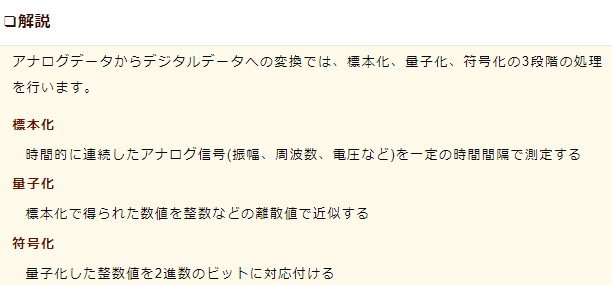 ❏解説
アナログデータからデジタルデータへの変換では、標本化、量子化、符号化の3段階の処理
を行います。
標本化
時間的に連続したアナログ信号(振幅、周波数、電圧など)を一定の時間間隔で測定する
量子化
標本化で得られた数値を整数などの離散値で近似する
符号化
量子化した整数値を2進数のビットに対応付ける